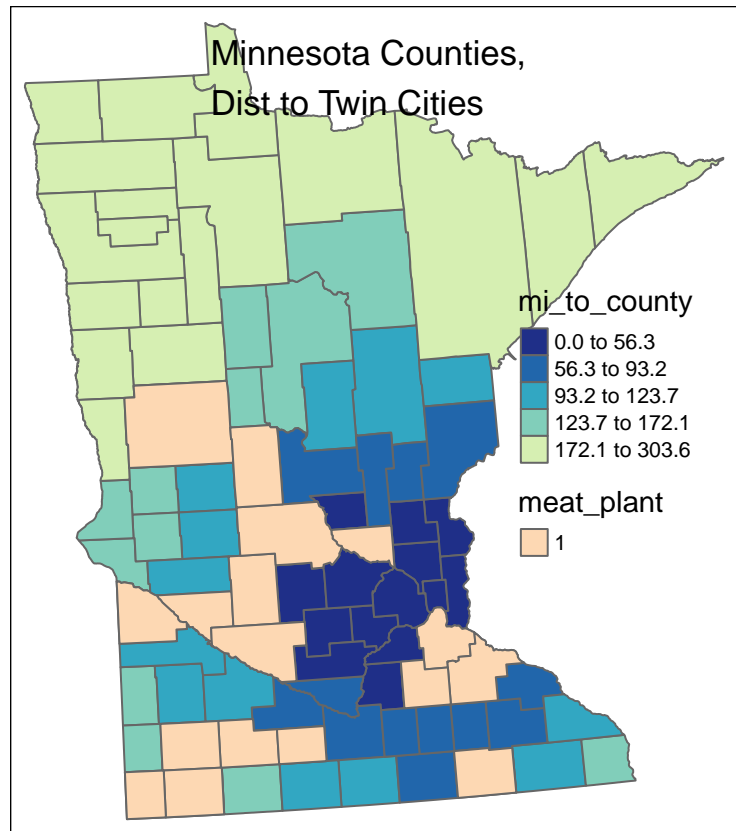 Minnesota Counties,
Dist to Twin Cities
mi_to_county
0.0 to 56.3
56.3 to 93.2
93.2 to 123.7
123.7 to 172.1
172.1 to 303.6
meat_plant
1